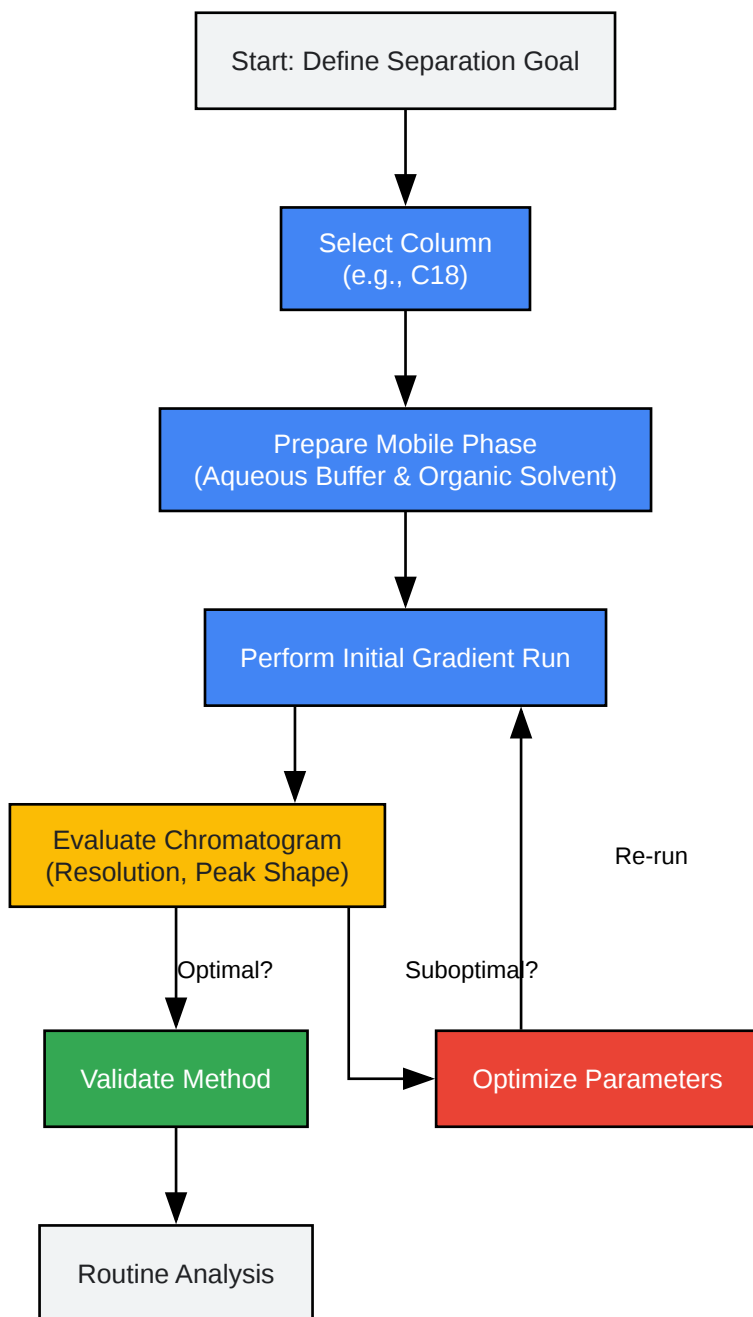 Start: Define Separation Goal
Select Column
(e.g., C18)
Prepare Mobile Phase
(Aqueous Buffer & Organic Solvent)
Perform Initial Gradient Run
Evaluate Chromatogram
(Resolution, Peak Shape)
Re-run
Optimal?
Suboptimal?
Validate Method
Optimize Parameters
Routine Analysis